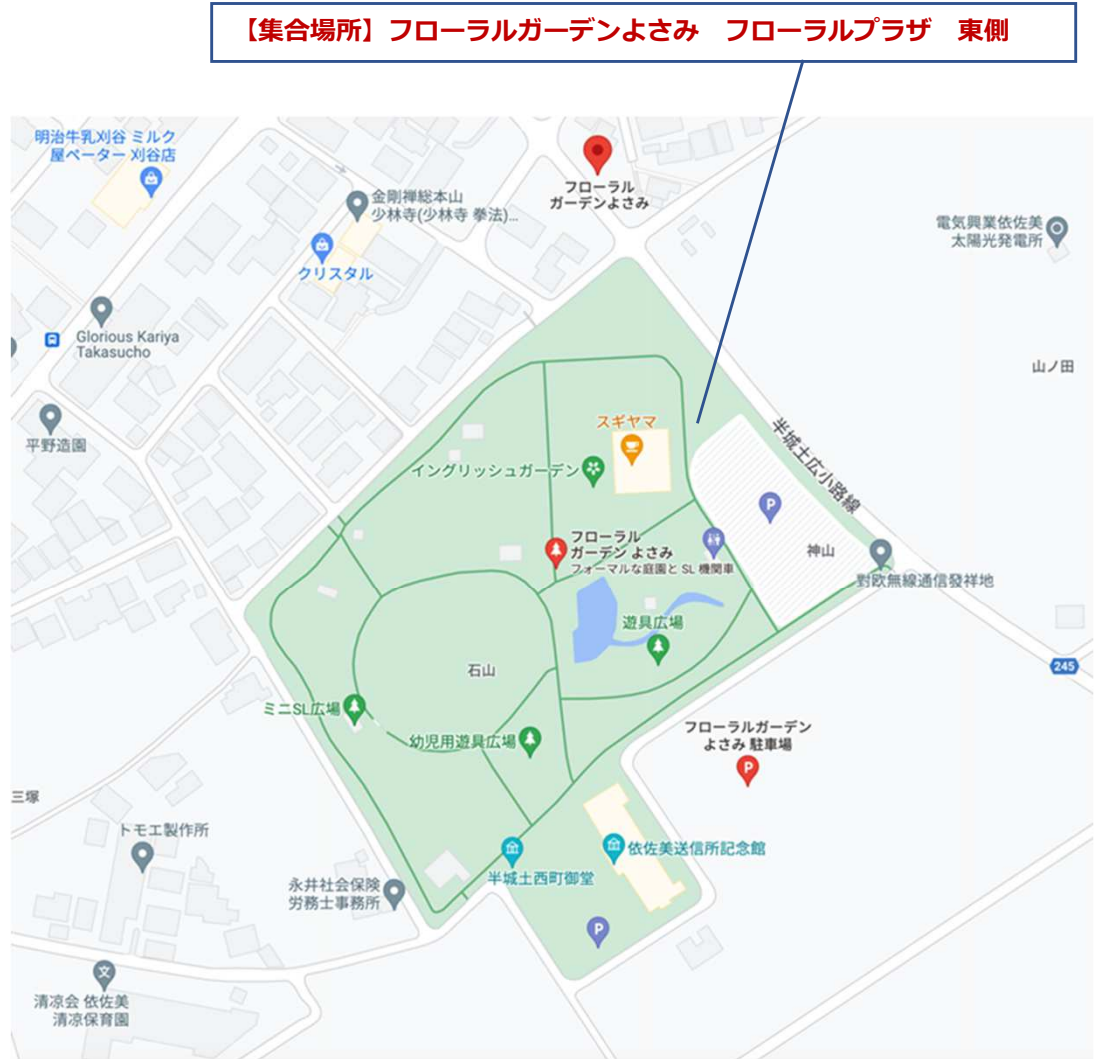 【集合場所】フローラルガーデンよさみ　フローラルプラザ　東側
明治牛乳刈谷 ミルク
屋ペーター 刈谷店
金剛禅総本山
少林寺(少林寺 拳法)...
フローラル
ガーデンよさみ
電気興業依佐美
太陽光発電所
クリスタル
Glorious Kariya
Takasucho
山ノ田
平野造園
スギヤマ
半城土広小路線
イングリッシュガーデン
P
フローラル
ガーデン よさみ
フォーマルな庭園と SL 機関車
神山
對欧無線通信發祥地
遊具広場
石山
245
ミニSL広場
幼児用遊具広場
フローラルガーデン
よさみ 駐車場
P
三塚
トモエ製作所
依佐美送信所記念館
半城土西町御堂
永井社会保険
労務士事務所
P
文
清凉会 依佐美
清凉保育園